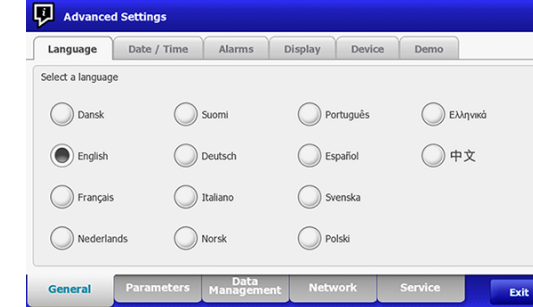 Advanced Settings
Language Date / Time Alarms Display Device Demo
Select a language
Dansk Suomi Português Ελληνικά
English Deutsch Español 中文
Français Italiano Svenska
Nederlands Norsk Polski
General Parameters Data Management Network Service Exit